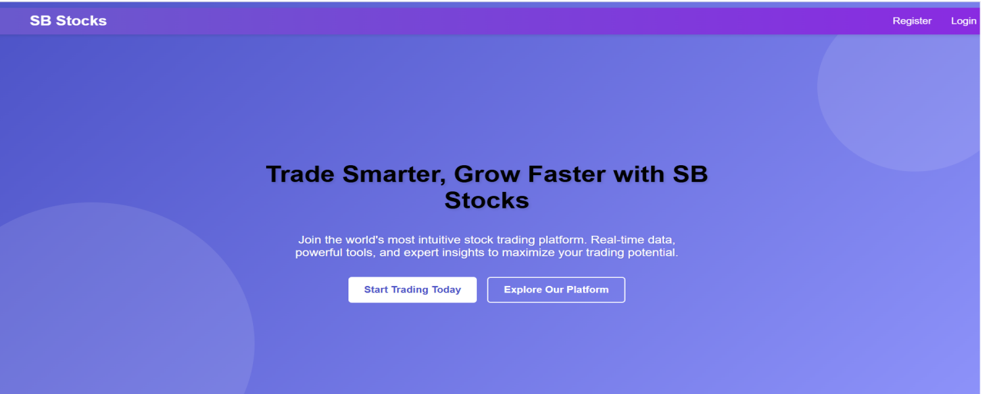 SB Stocks
Register
Login
Trade Smarter, Grow Faster with SB
Stocks
Join the world's most intuitive stock trading platform. Real-time data,
powerful tools, and expert insights to maximize your trading potential.
Start Trading Today
Explore Our Platform